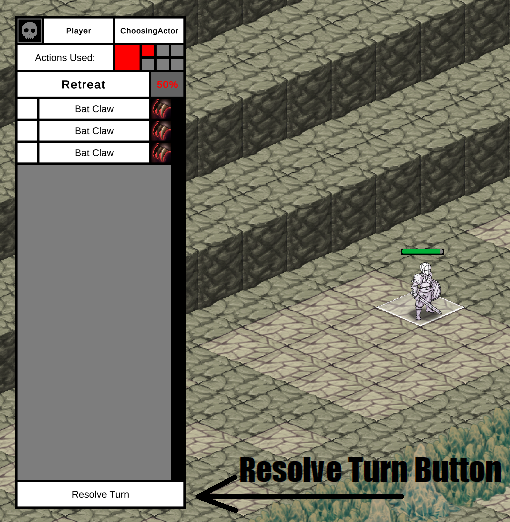 Player ChoosingActor
Actions Used:
Retreat 50%
Bat Claw
Bat Claw
Bat Claw
Resolve Turn Button
Resolve Turn